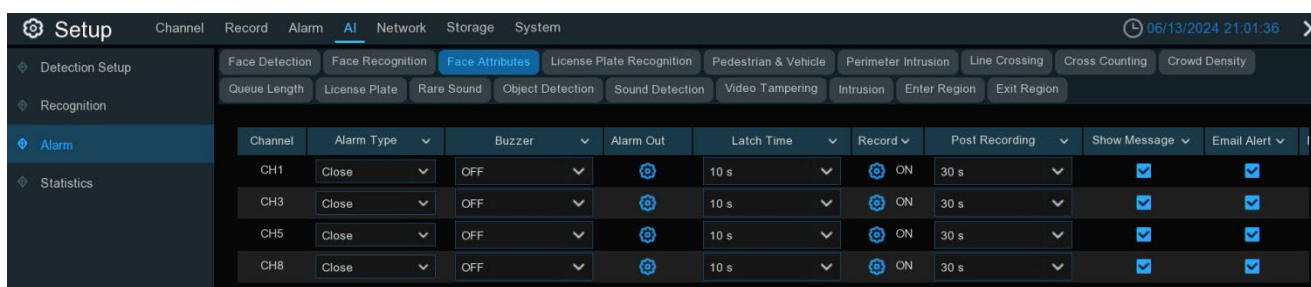 Setup Channel Record Alarm AI Network Storage System 06/13/2024 21:01:36
Detection Setup
Recognition
Alarm
Statistics
Face Detection Face Recognition Face Attributes License Plate Recognition Pedestrian & Vehicle Perimeter Intrusion Line Crossing Cross Counting Crowd Density
Queue Length License Plate Rare Sound Object Detection Sound Detection Video Tampering Intrusion Enter Region Exit Region
Channel Alarm Type Buzzer Alarm Out Latch Time Record Post Recording Show Message Email Alert
CH1 Close OFF 10 s ON 30 s
CH3 Close OFF 10 s ON 30 s
CH5 Close OFF 10 s ON 30 s
CH8 Close OFF 10 s ON 30 s